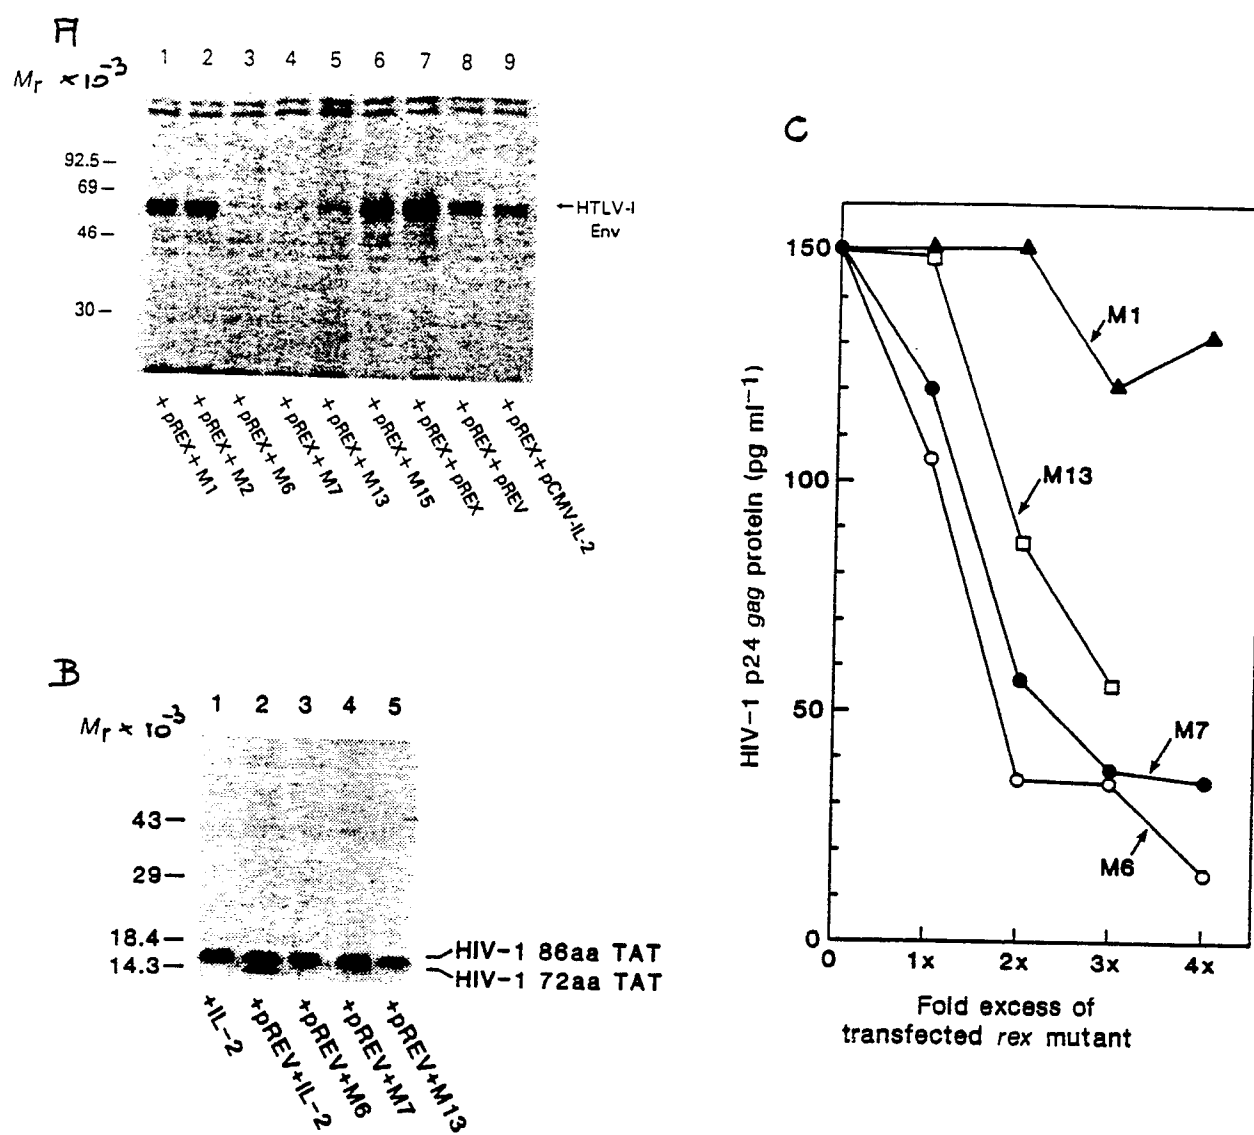 A
1 2 3 4 5 6 7 8 9
Mr × 10-3
92.5
69
46
30
←HTLV-I
Env
+ pREX + M1
+ pREX + M2
+ pREX + M6
+ pREX + M7
+ pREX + M13
+ pREX + M15
+ pREX + pREX
+ pREX + pREV
+ pREX + pCMV-IL-2
B
1 2 3 4 5
Mr × 10-3
43
29
18.4
14.3
HIV-1 86aa TAT
HIV-1 72aa TAT
+IL-2
+pREV+IL-2
+pREV+M6
+pREV+M7
+pREV+M13
C
HIV-1 p24 gag protein (pg ml−1)
150
100
50
0
M1
M13
M7
M6
0 1x 2x 3x 4x
Fold excess of
transfected rex mutant